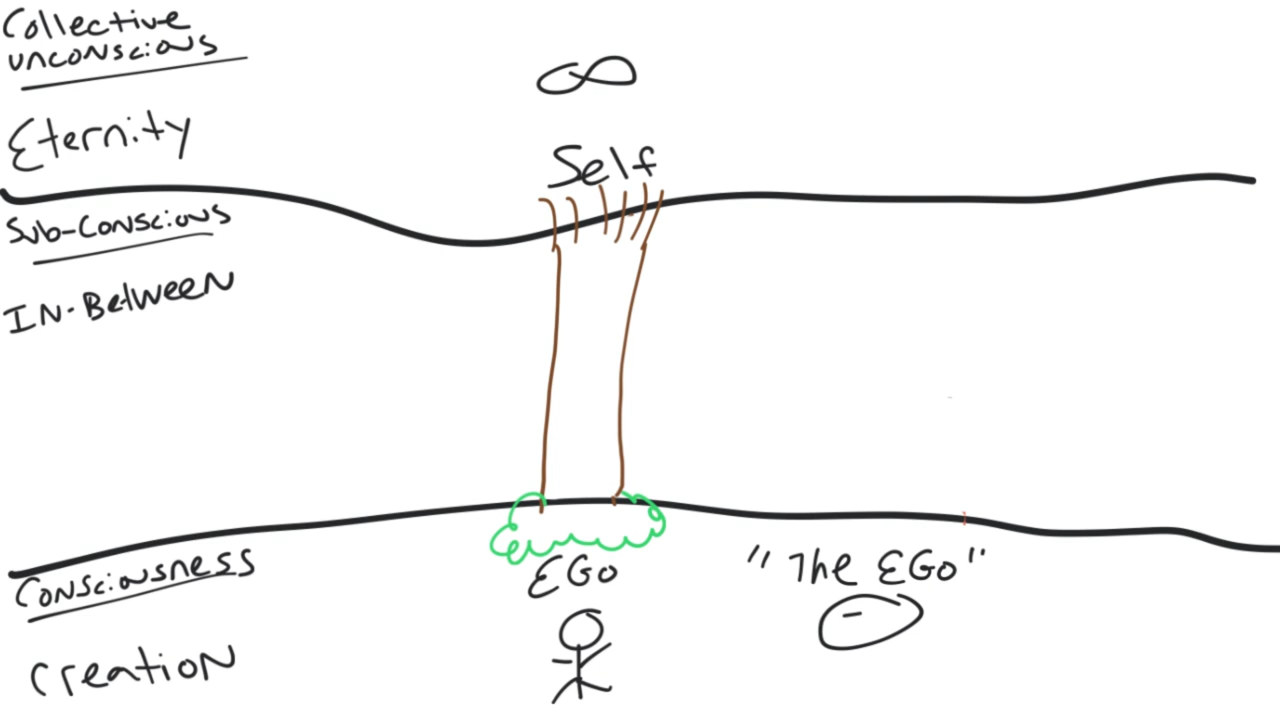 Collective
unconscious
Eternity
∞
Self
Sub-Conscious
IN-Between
EGo
"The EGo"
Consciousness
Creation